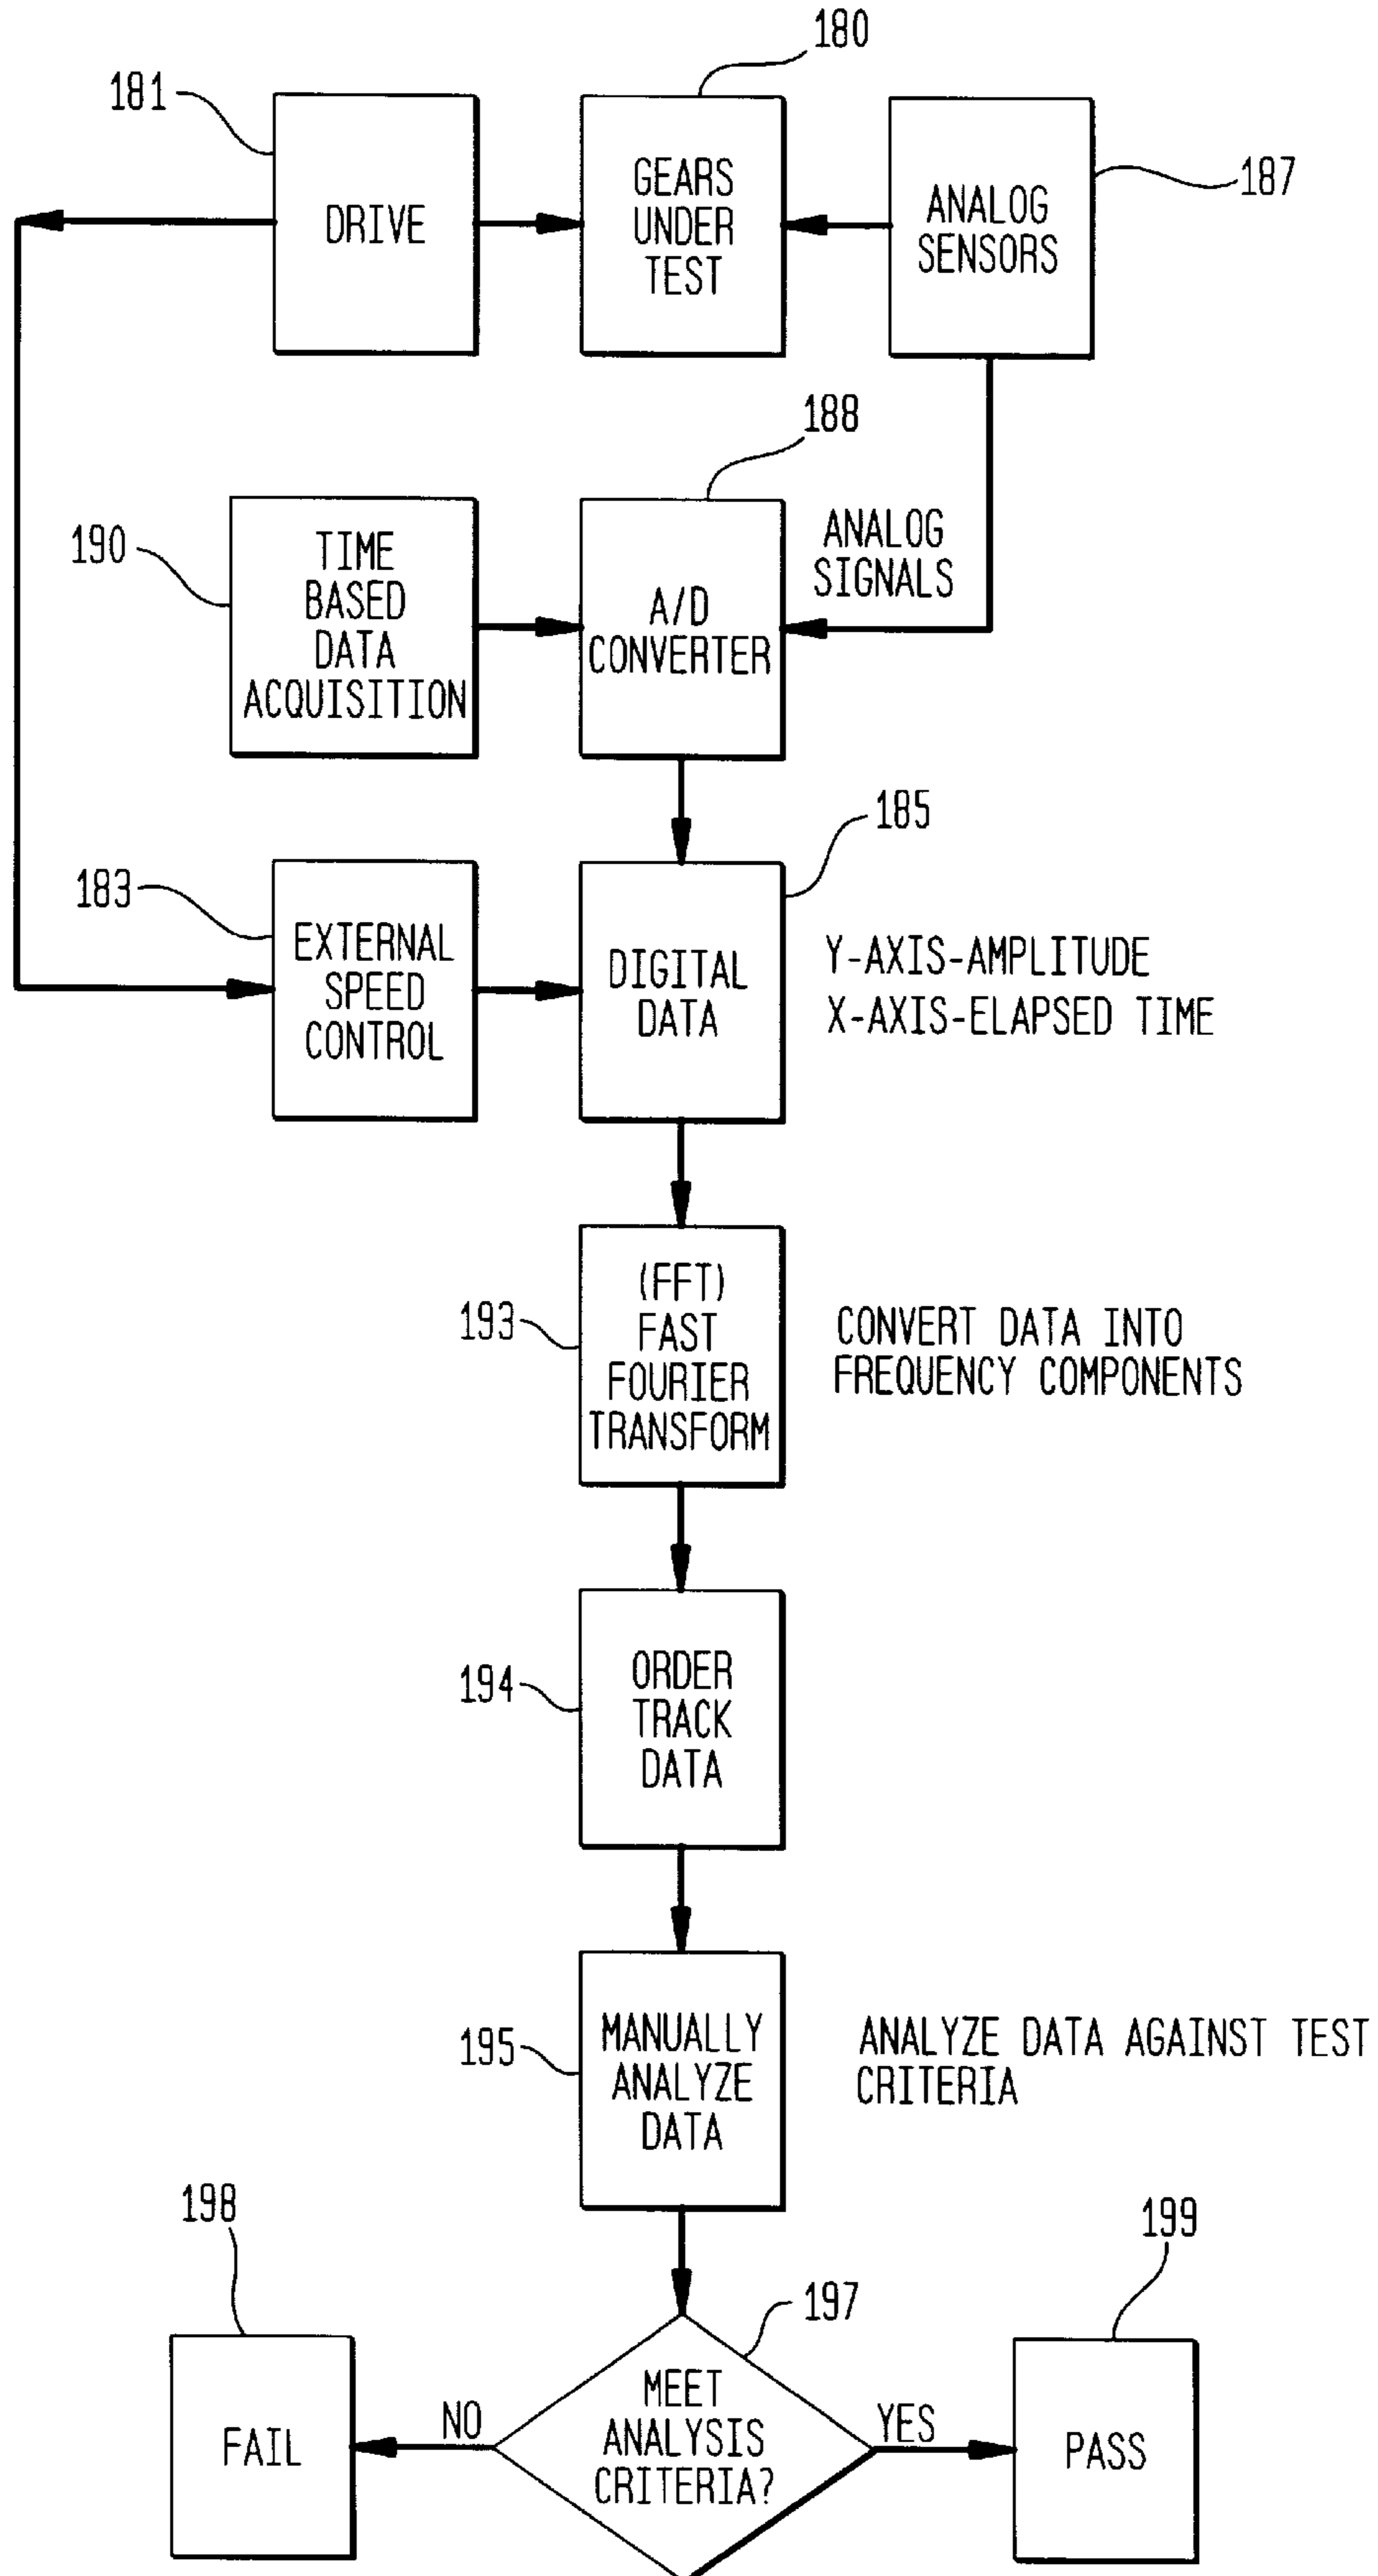 180
181
187
DRIVE
GEARS
UNDER
TEST
ANALOG
SENSORS
188
190
TIME
BASED
DATA
ACQUISITION
A/D
CONVERTER
ANALOG
SIGNALS
185
183
EXTERNAL
SPEED
CONTROL
DIGITAL
DATA
Y-AXIS-AMPLITUDE
X-AXIS-ELAPSED TIME
193
(FFT)
FAST
FOURIER
TRANSFORM
CONVERT DATA INTO
FREQUENCY COMPONENTS
194
ORDER
TRACK
DATA
195
MANUALLY
ANALYZE
DATA
ANALYZE DATA AGAINST TEST
CRITERIA
198
199
197
FAIL
NO
MEET
ANALYSIS
CRITERIA?
YES
PASS